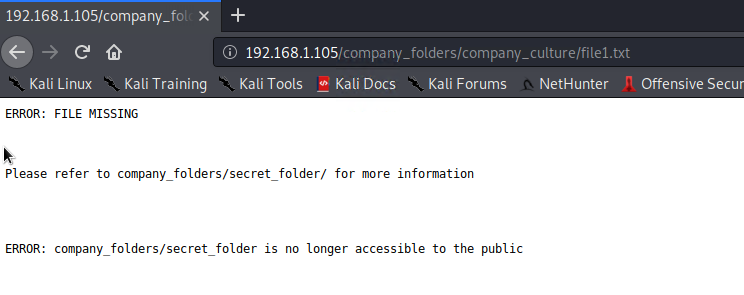 192.168.1.105/company_fol
192.168.1.105/company_folders/company_culture/file1.txt
Kali Linux Kali Training Kali Tools Kali Docs Kali Forums NetHunter Offensive Secur
ERROR: FILE MISSING
Please refer to company_folders/secret_folder/ for more information
ERROR: company_folders/secret_folder is no longer accessible to the public